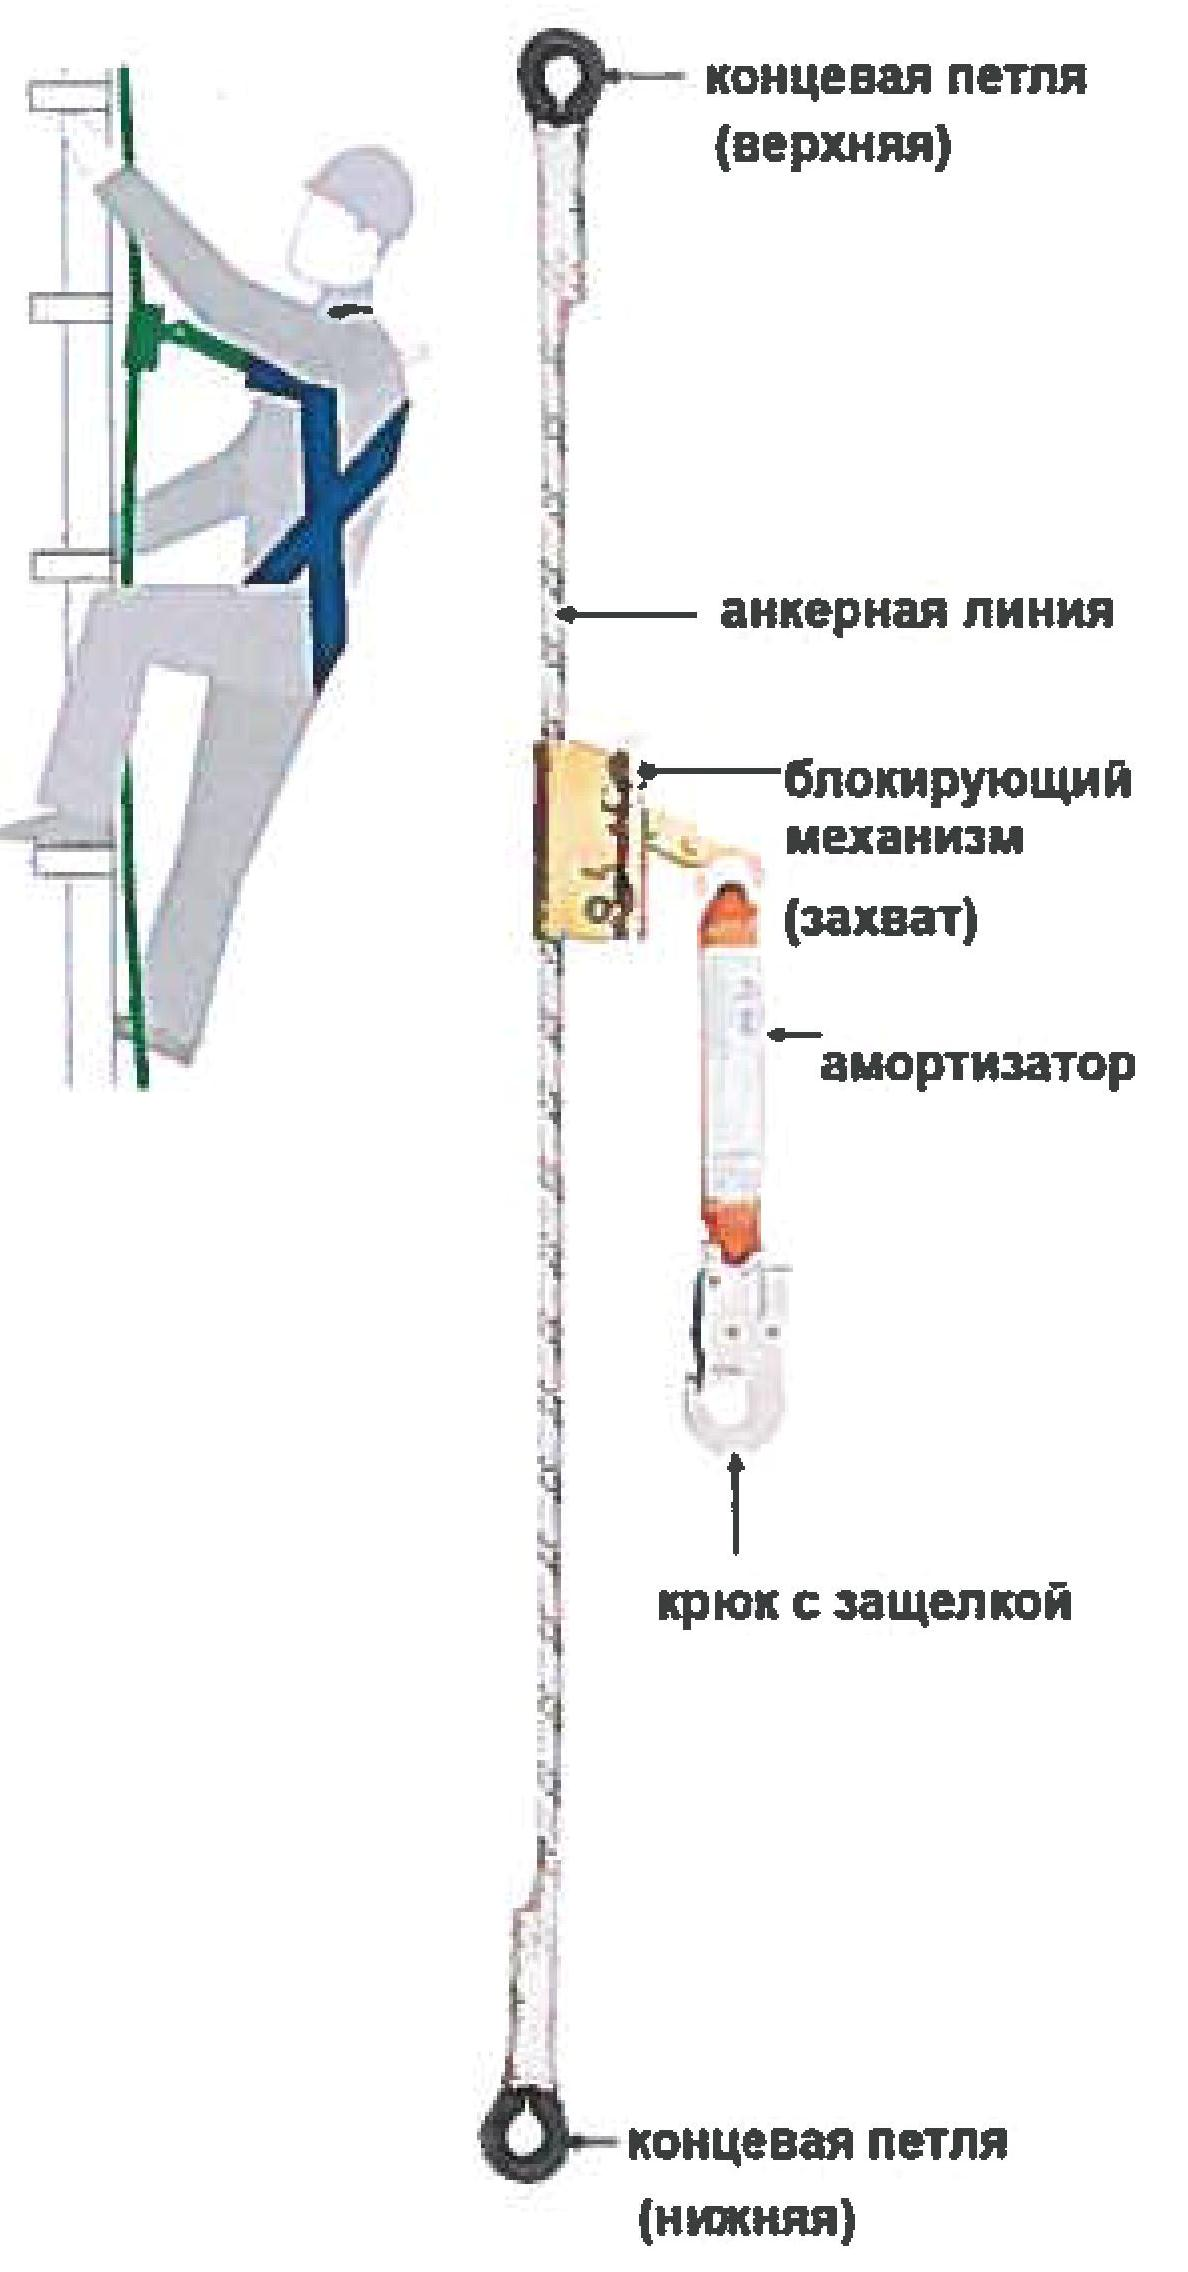 концевая петля
(верхняя)
анкерная линия
блокирующий
механизм
(захват)
амортизатор
крюк с защелкой
концевая петля
(нижняя)